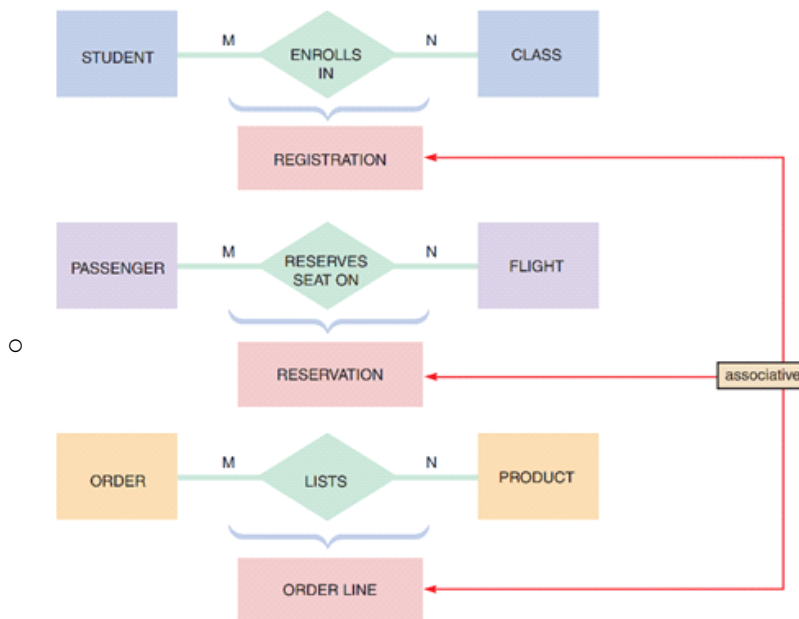 STUDENT
M
ENROLLS
IN
N
CLASS
REGISTRATION
PASSENGER
M
RESERVES
SEAT ON
N
FLIGHT
RESERVATION
associative
ORDER
M
LISTS
N
PRODUCT
ORDER LINE